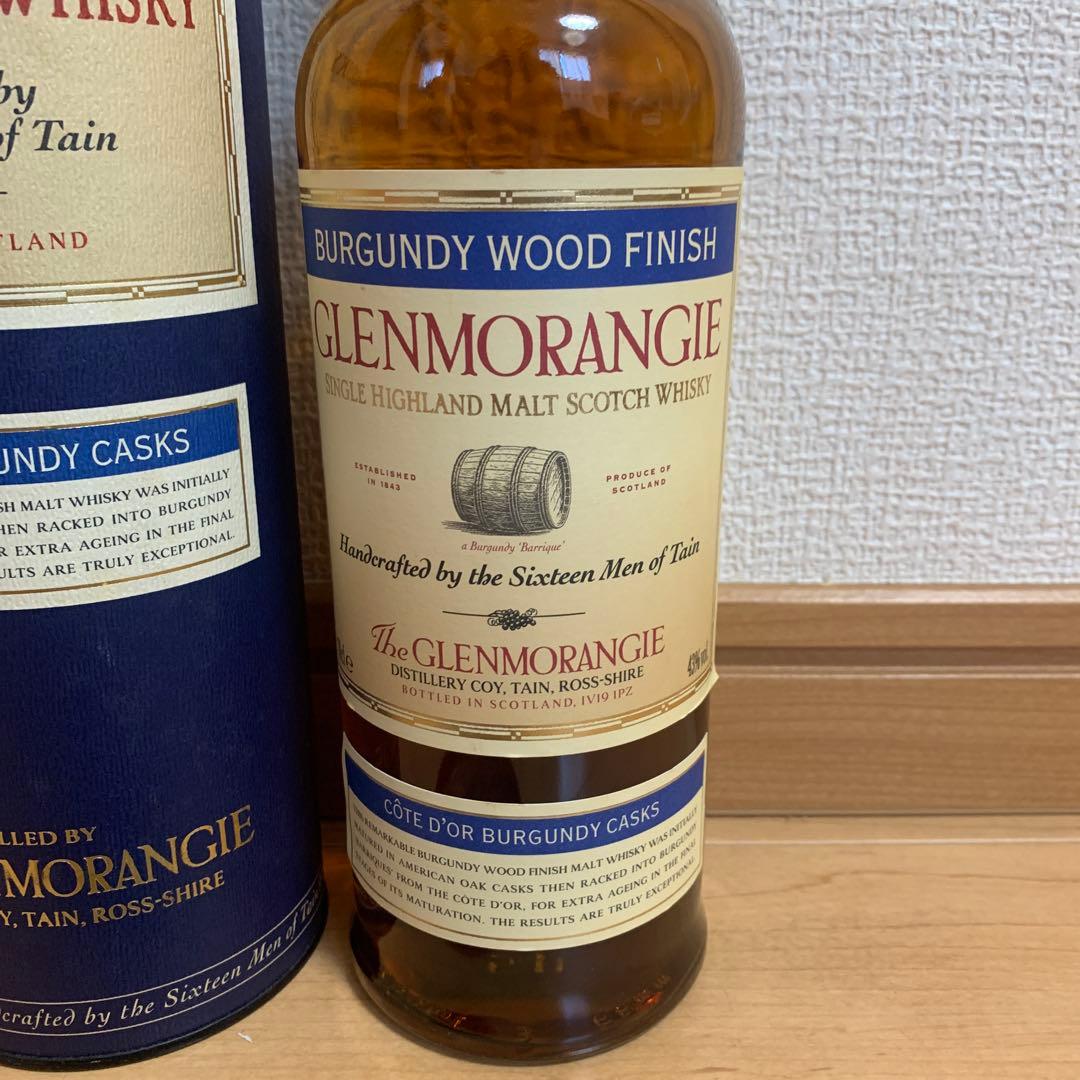 WHISKY
by
of Tain
TLAND
UNDY CASKS
SH MALT WHISKY WAS INITIALLY
HEN RACKED INTO BURGUNDY
R EXTRA AGEING IN THE FINAL
ULTS ARE TRULY EXCEPTIONAL.
LLED BY
NMORANGIE
Y, TAIN, ROSS-SHIRE
dcrafted by the Sixteen Men of Ta
BURGUNDY WOOD FINISH
GLENMORANGIE
SINGLE HIGHLAND MALT SCOTCH WHISKY
ESTABLISHED
IN 1843
PRODUCE OF
SCOTLAND
a Burgundy 'Barrique'
Handcrafted by the Sixteen Men of Tain
The GLENMORANGIE
DISTILLERY COY, TAIN, ROSS-SHIRE
BOTTLED IN SCOTLAND, IV19 1PZ
43% vol.
CÔTE D'OR BURGUNDY CASKS
THIS REMARKABLE BURGUNDY WOOD FINISH MALT WHISKY WAS INITIALLY
MATURED IN AMERICAN OAK CASKS THEN RACKED INTO BURGUNDY
'BARRIQUES' FROM THE CÔTE D'OR, FOR EXTRA AGEING IN THE FINAL
STAGES OF ITS MATURATION. THE RESULTS ARE TRULY EXCEPTIONAL.